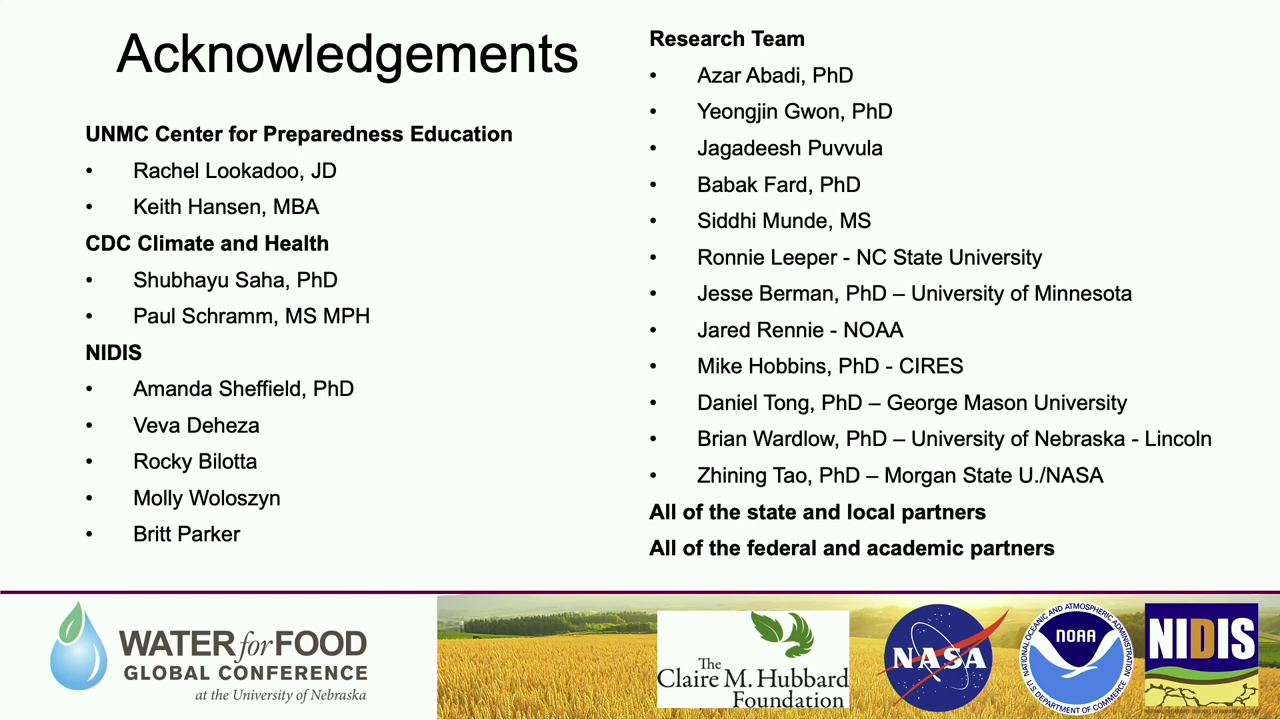 Acknowledgements
UNMC Center for Preparedness Education
• Rachel Lookadoo, JD
• Keith Hansen, MBA
CDC Climate and Health
• Shubhayu Saha, PhD
• Paul Schramm, MS MPH
NIDIS
• Amanda Sheffield, PhD
• Veva Deheza
• Rocky Bilotta
• Molly Woloszyn
• Britt Parker
Research Team
• Azar Abadi, PhD
• Yeongjin Gwon, PhD
• Jagadeesh Puvvula
• Babak Fard, PhD
• Siddhi Munde, MS
• Ronnie Leeper - NC State University
• Jesse Berman, PhD – University of Minnesota
• Jared Rennie - NOAA
• Mike Hobbins, PhD - CIRES
• Daniel Tong, PhD – George Mason University
• Brian Wardlow, PhD – University of Nebraska - Lincoln
• Zhining Tao, PhD – Morgan State U./NASA
All of the state and local partners
All of the federal and academic partners
WATER for FOOD
GLOBAL CONFERENCE
at the University of Nebraska
The
Claire M. Hubbard
Foundation
NASA
NATIONAL OCEANIC AND ATMOSPHERIC ADMINISTRATION
NOAA
U.S. DEPARTMENT OF COMMERCE
NIDIS